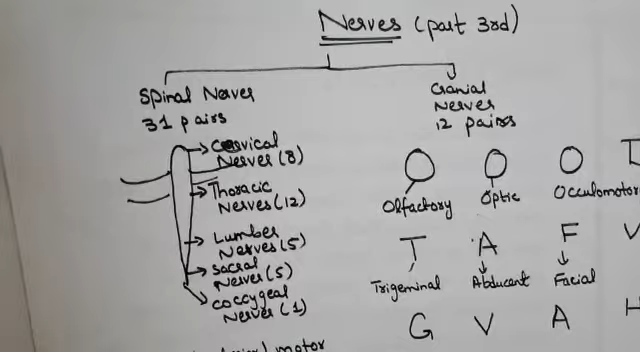 Nerves (part 3rd)
Spinal Nerves
31 pairs
Cranial
Nerves
12 pairs
Cervical
Nerves (8)
Thoracic
Nerves (12)
Lumber
Nerves (5)
Sacral
Nerves (5)
Coccygeal
Nerves (1)
O O O T
Olfactory Optic Occulomotor
T A F V
Trigeminal Abducant Facial
G V A H
motor